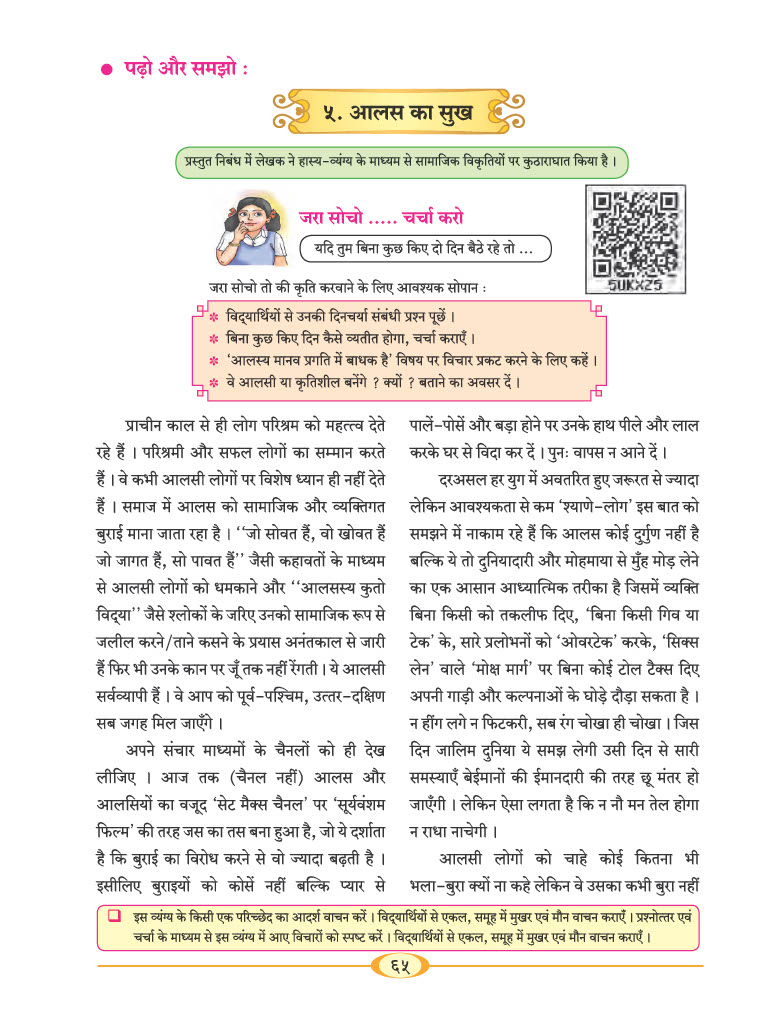 ● पढ़ो और समझो :
५. आलस का सुख
प्रस्तुत निबंध में लेखक ने हास्य-व्यंग्य के माध्यम से सामाजिक विकृतियों पर कुठाराघात किया है ।
जरा सोचो ..... चर्चा करो
यदि तुम बिना कुछ किए दो दिन बैठे रहे तो ...
5UKXZ5
जरा सोचो तो की कृति करवाने के लिए आवश्यक सोपान :
✽ विद्‌यार्थियों से उनकी दिनचर्या संबंधी प्रश्न पूछें ।
✽ बिना कुछ किए दिन कैसे व्यतीत होगा, चर्चा कराएँ ।
✽ ‘आलस्य मानव प्रगति में बाधक है’ विषय पर विचार प्रकट करने के लिए कहें ।
✽ वे आलसी या कृतिशील बनेंगे ? क्यों ? बताने का अवसर दें ।
प्राचीन काल से ही लोग परिश्रम को महत्त्व देते
रहे हैं । परिश्रमी और सफल लोगों का सम्मान करते
हैं । वे कभी आलसी लोगों पर विशेष ध्यान ही नहीं देते
हैं । समाज में आलस को सामाजिक और व्यक्तिगत
बुराई माना जाता रहा है । ‘‘जो सोवत हैं, वो खोवत हैं
जो जागत हैं, सो पावत हैं’’ जैसी कहावतों के माध्यम
से आलसी लोगों को धमकाने और ‘‘आलसस्य कुतो
विद्‌या’’ जैसे श्लोकों के जरिए उनको सामाजिक रूप से
जलील करने/ताने कसने के प्रयास अनंतकाल से जारी
हैं फिर भी उनके कान पर जूँ तक नहीं रेंगती । ये आलसी
सर्वव्यापी हैं । वे आप को पूर्व-पश्चिम, उत्तर-दक्षिण
सब जगह मिल जाएँगे ।
अपने संचार माध्यमों के चैनलों को ही देख
लीजिए । आज तक (चैनल नहीं) आलस और
आलसियों का वजूद ‘सेट मैक्स चैनल’ पर ‘सूर्यवंशम
फिल्म’ की तरह जस का तस बना हुआ है, जो ये दर्शाता
है कि बुराई का विरोध करने से वो ज्यादा बढ़ती है ।
इसीलिए बुराइयों को कोसें नहीं बल्कि प्यार से
पालें-पोसें और बड़ा होने पर उनके हाथ पीले और लाल
करके घर से विदा कर दें । पुनः वापस न आने दें ।
दरअसल हर युग में अवतरित हुए जरूरत से ज्यादा
लेकिन आवश्यकता से कम ‘श्याणे-लोग’ इस बात को
समझने में नाकाम रहे हैं कि आलस कोई दुर्गुण नहीं है
बल्कि ये तो दुनियादारी और मोहमाया से मुँह मोड़ लेने
का एक आसान आध्यात्मिक तरीका है जिसमें व्यक्ति
बिना किसी को तकलीफ दिए, ‘बिना किसी गिव या
टेक’ के, सारे प्रलोभनों को ‘ओवरटेक’ करके, ‘सिक्स
लेन’ वाले ‘मोक्ष मार्ग’ पर बिना कोई टोल टैक्स दिए
अपनी गाड़ी और कल्पनाओं के घोड़े दौड़ा सकता है ।
न हींग लगे न फिटकरी, सब रंग चोखा ही चोखा । जिस
दिन जालिम दुनिया ये समझ लेगी उसी दिन से सारी
समस्याएँ बेईमानों की ईमानदारी की तरह छू मंतर हो
जाएँगी । लेकिन ऐसा लगता है कि न नौ मन तेल होगा
न राधा नाचेगी ।
आलसी लोगों को चाहे कोई कितना भी
भला-बुरा क्यों ना कहे लेकिन वे उसका कभी बुरा नहीं
❑ इस व्यंग्य के किसी एक परिच्छेद का आदर्श वाचन करें । विद्‌यार्थियों से एकल, समूह में मुखर एवं मौन वाचन कराएँ । प्रश्नोत्तर एवं
चर्चा के माध्यम से इस व्यंग्य में आए विचारों को स्पष्ट करें । विद्‌यार्थियों से एकल, समूह में मुखर एवं मौन वाचन कराएँ ।
६५